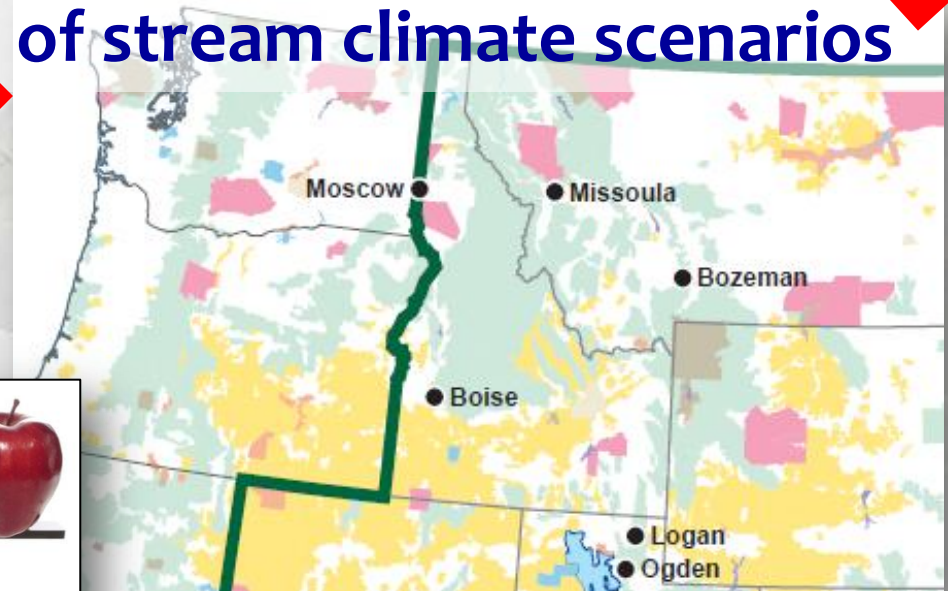 of stream climate scenarios
Moscow
Missoula
Bozeman
Boise
Logan
Ogden